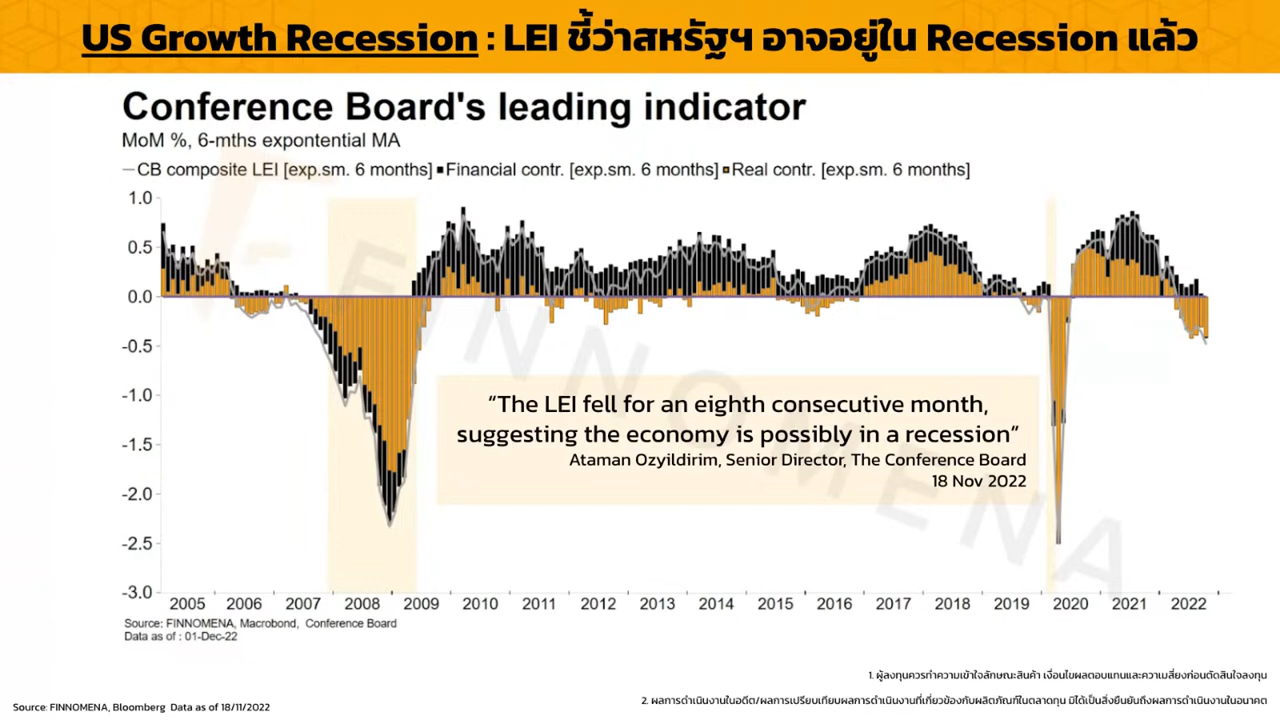 US Growth Recession : LEI ชี้ว่าสหรัฐฯ อาจอยู่ใน Recession แล้ว
Conference Board's leading indicator
MoM %, 6-mths expontential MA
CB composite LEI [exp.sm. 6 months] Financial contr. [exp.sm. 6 months] Real contr. [exp.sm. 6 months]
1.0
0.5
0.0
-0.5
-1.0
-1.5
-2.0
-2.5
-3.0
FINNOMENA
"The LEI fell for an eighth consecutive month,
suggesting the economy is possibly in a recession"
Ataman Ozyildirim, Senior Director, The Conference Board
18 Nov 2022
2005 2006 2007 2008 2009 2010 2011 2012 2013 2014 2015 2016 2017 2018 2019 2020 2021 2022
Source: FINNOMENA, Macrobond, Conference Board
Data as of : 01-Dec-22
1. ผู้ลงทุนควรทำความเข้าใจลักษณะสินค้า เงื่อนไขผลตอบแทนและความเสี่ยงก่อนตัดสินใจลงทุน
2. ผลการดำเนินงานในอดีต/ผลการเปรียบเทียบผลการดำเนินงานที่เกี่ยวข้องกับผลิตภัณฑ์ในตลาดทุน มิได้เป็นสิ่งยืนยันถึงผลการดำเนินงานในอนาคต
Source: FINNOMENA, Bloomberg Data as of 18/11/2022